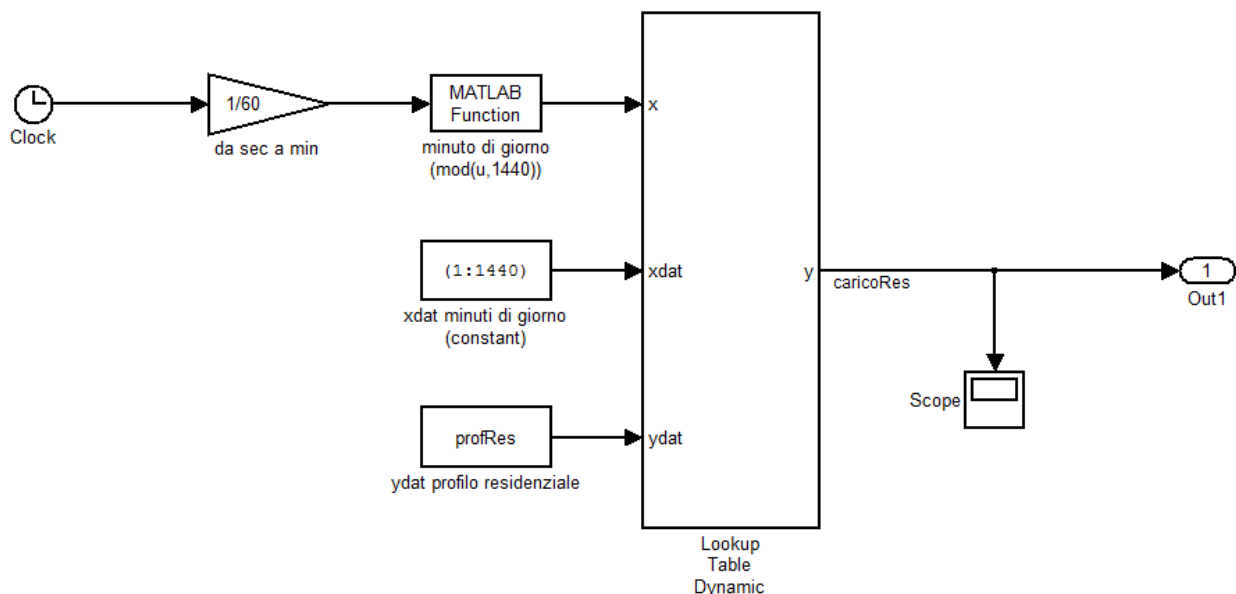 Clock
1/60
da sec a min
MATLAB
Function
minuto di giorno
(mod(u,1440))
x
(1:1440)
xdat minuti di giorno
(constant)
xdat
profRes
ydat profilo residenziale
ydat
y
Lookup
Table
Dynamic
caricoRes
Scope
1
Out1